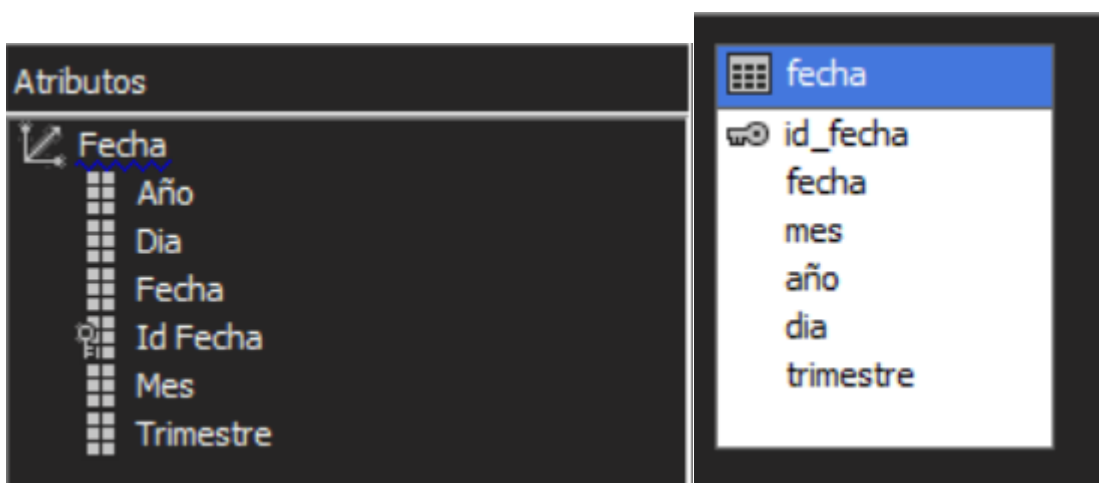 Atributos
Fecha
Año
Dia
Fecha
Id Fecha
Mes
Trimestre
fecha
id_fecha
fecha
mes
año
dia
trimestre